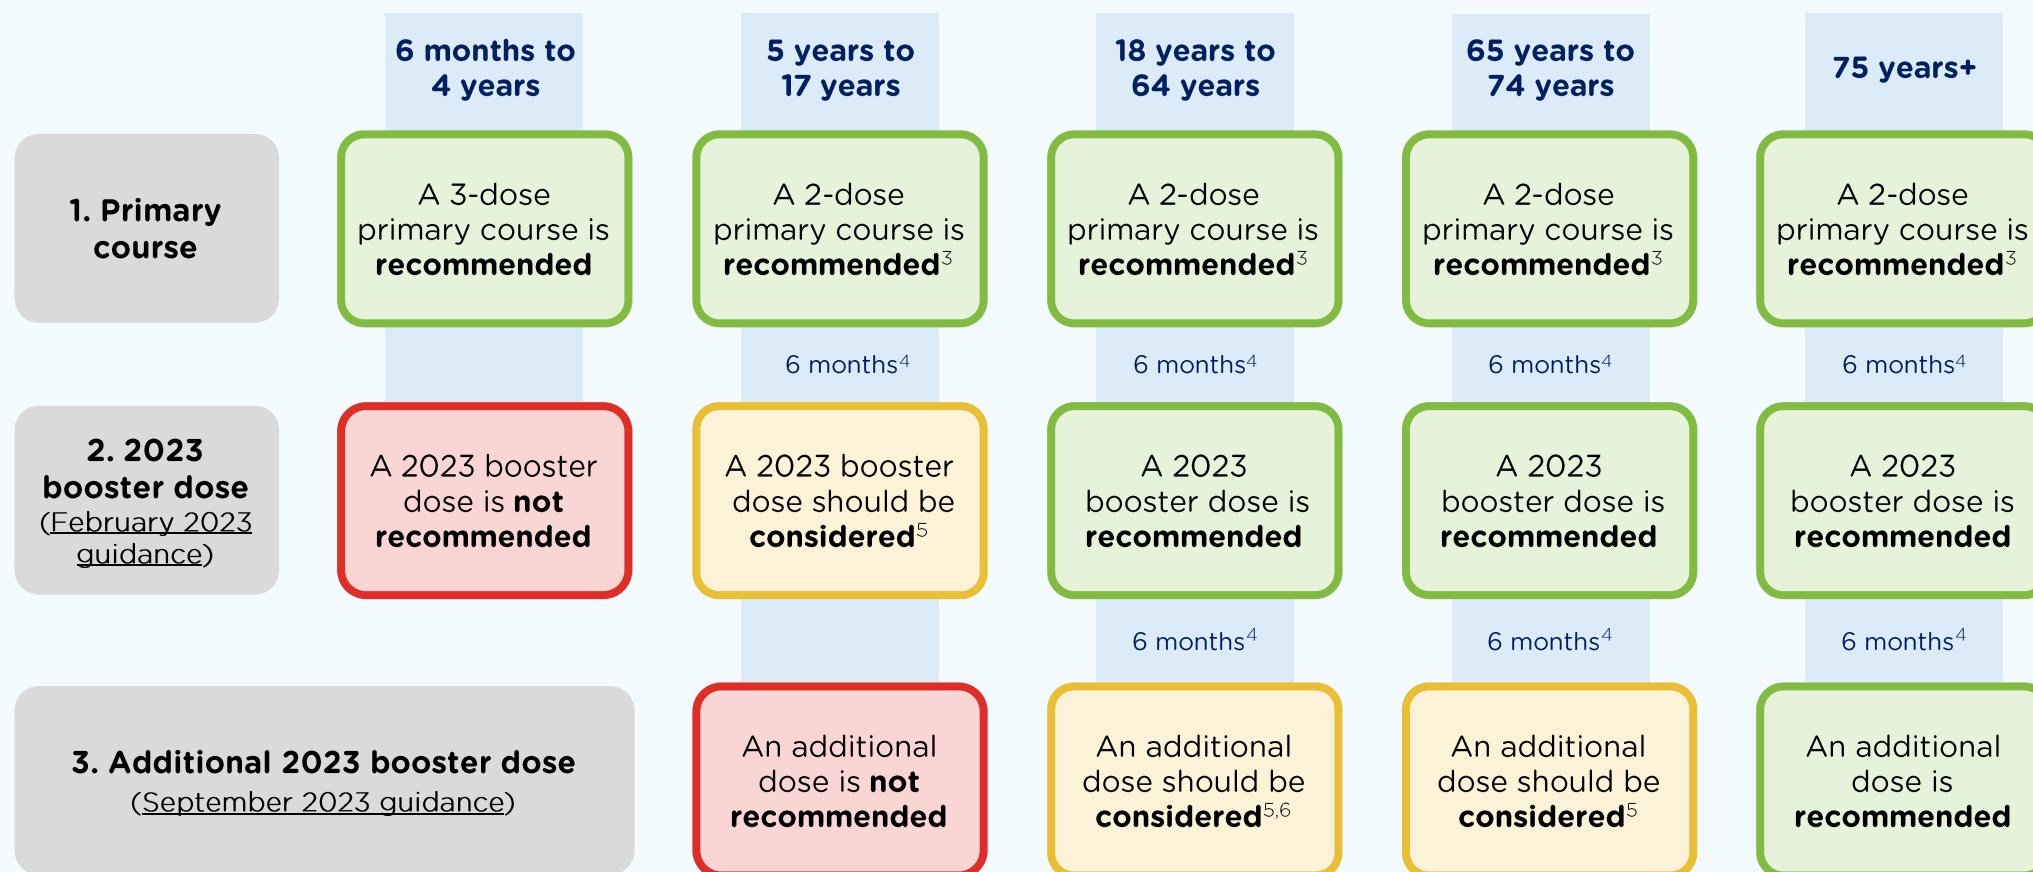 6 months to
4 years
5 years to
17 years
18 years to
64 years
65 years to
74 years
75 years+
1. Primary
course
A 3-dose
primary course is
recommended
A 2-dose
primary course is
recommended³
A 2-dose
primary course is
recommended³
A 2-dose
primary course is
recommended³
A 2-dose
primary course is
recommended³
6 months⁴
6 months⁴
6 months⁴
6 months⁴
2. 2023
booster dose
(February 2023
guidance)
A 2023 booster
dose is not
recommended
A 2023 booster
dose should be
considered⁵
A 2023
booster dose is
recommended
A 2023
booster dose is
recommended
A 2023
booster dose is
recommended
6 months⁴
6 months⁴
6 months⁴
3. Additional 2023 booster dose
(September 2023 guidance)
An additional
dose is not
recommended
An additional
dose should be
considered⁵,⁶
An additional
dose should be
considered⁵
An additional
dose is
recommended